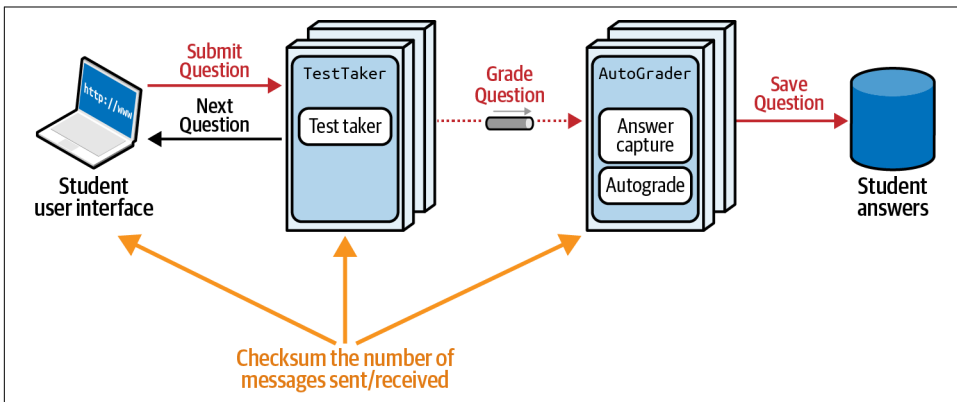 Submit
Question
http://www
Next
Question
Student
user interface
TestTaker
Test taker
Grade
Question
AutoGrader
Answer
capture
Autograde
Save
Question
Student
answers
Checksum the number of
messages sent/received